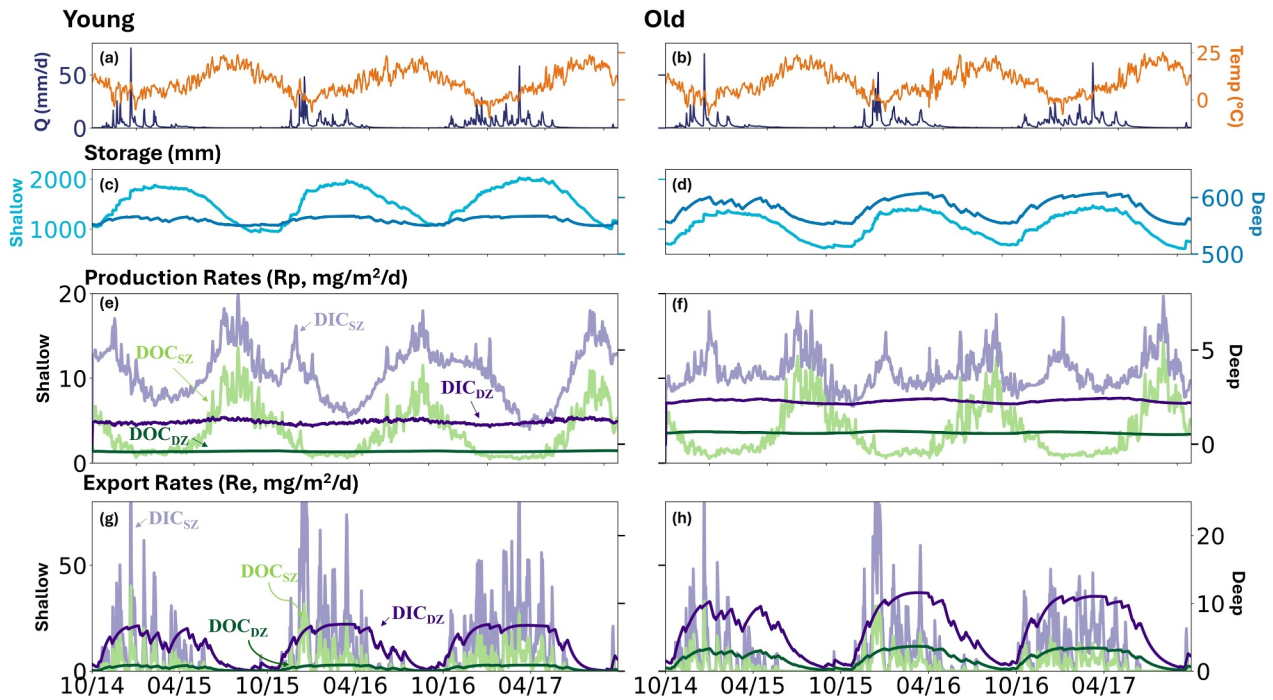 Young
Old
(a)
(b)
Q (mm/d)
50
0
25
0
Temp (°C)
Storage (mm)
(c)
(d)
Shallow
2000
1000
600
500
Deep
Production Rates (Rp, mg/m²/d)
(e)
(f)
Shallow
20
10
0
DIC_SZ
DOC_SZ
DIC_DZ
DOC_DZ
5
0
Deep
Export Rates (Re, mg/m²/d)
(g)
(h)
Shallow
50
0
DIC_SZ
DOC_SZ
DOC_DZ
DIC_DZ
20
10
0
Deep
10/14 04/15 10/15 04/16 10/16 04/17
10/14 04/15 10/15 04/16 10/16 04/17